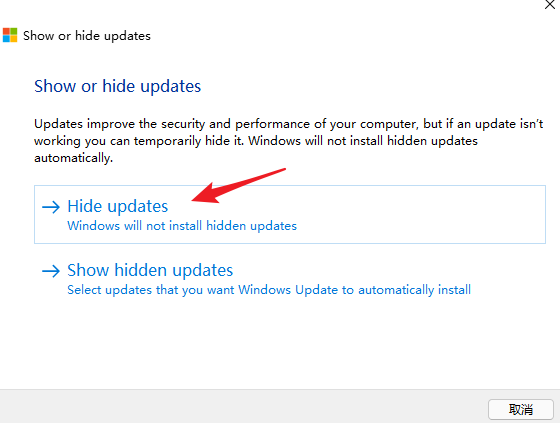 Show or hide updates
Show or hide updates
Updates improve the security and performance of your computer, but if an update isn't
working you can temporarily hide it. Windows will not install hidden updates
automatically.
Hide updates
Windows will not install hidden updates
Show hidden updates
Select updates that you want Windows Update to automatically install
取消